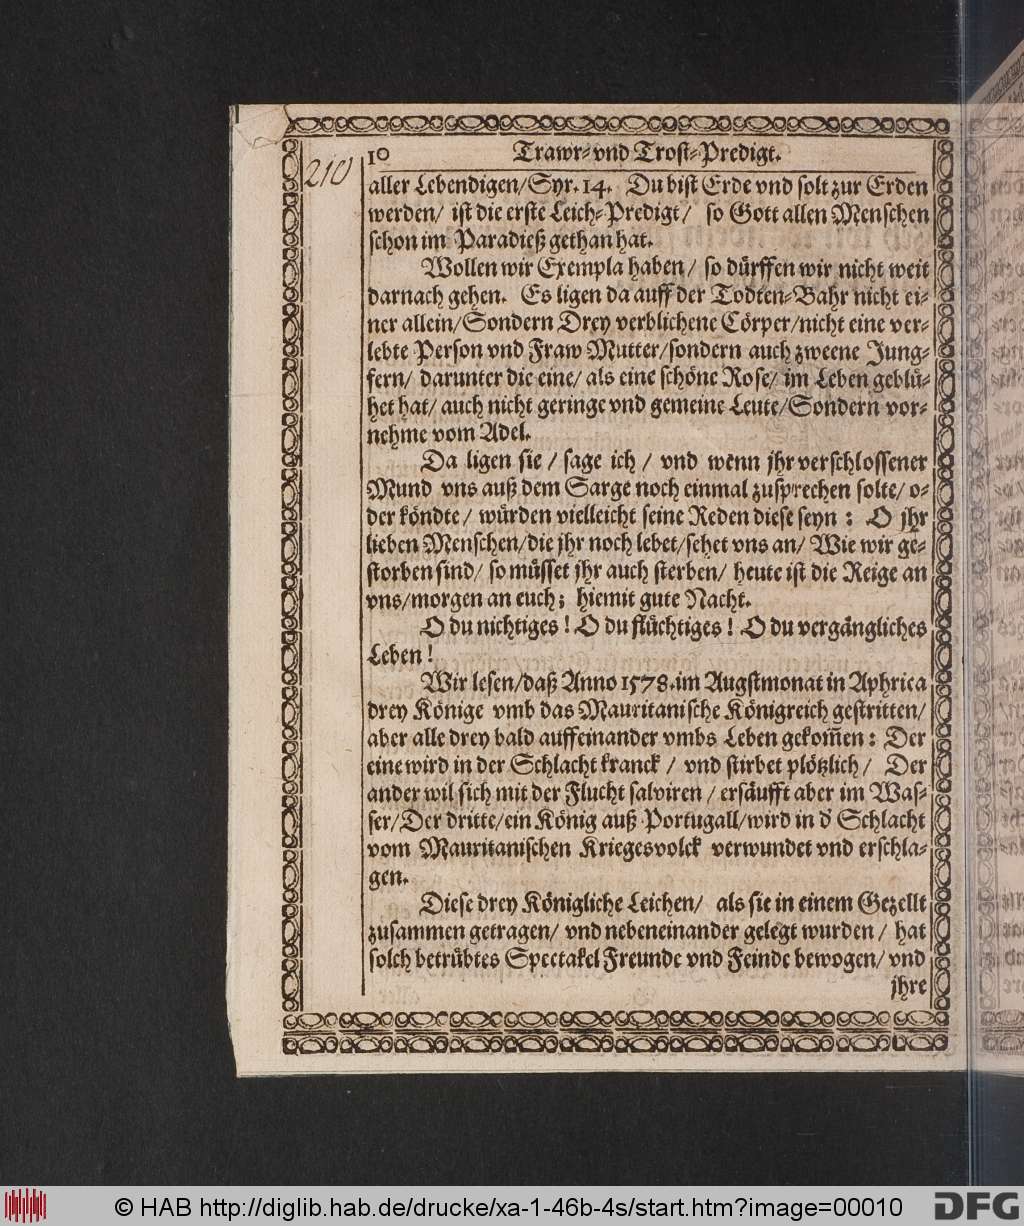 210
10 Trawr- vnd Trost-Predigt.
aller Lebendigen/Syr. 14. Du bist Erde vnd solt zur Erden
werden/ ist die erste Leich-Predigt/ so Gott allen Menschen
schon im Paradieß gethan hat.
Wollen wir Exempla haben/ so dürffen wir nicht weit
darnach gehen. Es ligen da auff der Todten-Bahr nicht ei-
ner allein/Sondern Drey verblichene Cörper/nicht eine ver-
lebte Person vnd Fraw Mutter/sondern auch zweene Jung-
fern/ darunter die eine/ als eine schöne Rose/ im Leben geblü-
het hat/ auch nicht geringe vnd gemeine Leute/Sondern vor-
nehme vom Adel.
Da ligen sie/ sage ich/ vnd wenn jhr verschlossener
Mund vns auß dem Sarge noch einmal zusprechen solte/ o-
der köndte/ würden vielleicht seine Reden diese seyn: O jhr
lieben Menschen/die jhr noch lebet/sehet vns an/ Wie wir ge-
storben sind/ so müsset jhr auch sterben/ heute ist die Reige an
vns/morgen an euch; hiemit gute Nacht.
O du nichtiges! O du flüchtiges! O du vergängliches
Leben!
Wir lesen/daß Anno 1578. im Augstmonat in Aphrica
drey Könige vmb das Mauritanische Königreich gestritten/
aber alle drey bald auffeinander vmbs Leben gekom̅en: Der
eine wird in der Schlacht kranck/ vnd stirbet plötzlich/ Der
ander wil sich mit der Flucht salviren/ ersäufft aber im Was-
ser/Der dritte/ein König auß Portugall/wird in d' Schlacht
vom Mauritanischen Kriegesvolck verwundet vnd erschla-
gen.
Diese drey Königliche Leichen/ als sie in einem Gezellt
zusammen getragen/ vnd nebeneinander gelegt wurden/ hat
solch betrübtes Spectakel Freunde vnd Feinde bewogen/ vnd
jhre
© HAB http://diglib.hab.de/drucke/xa-1-46b-4s/start.htm?image=00010
DFG